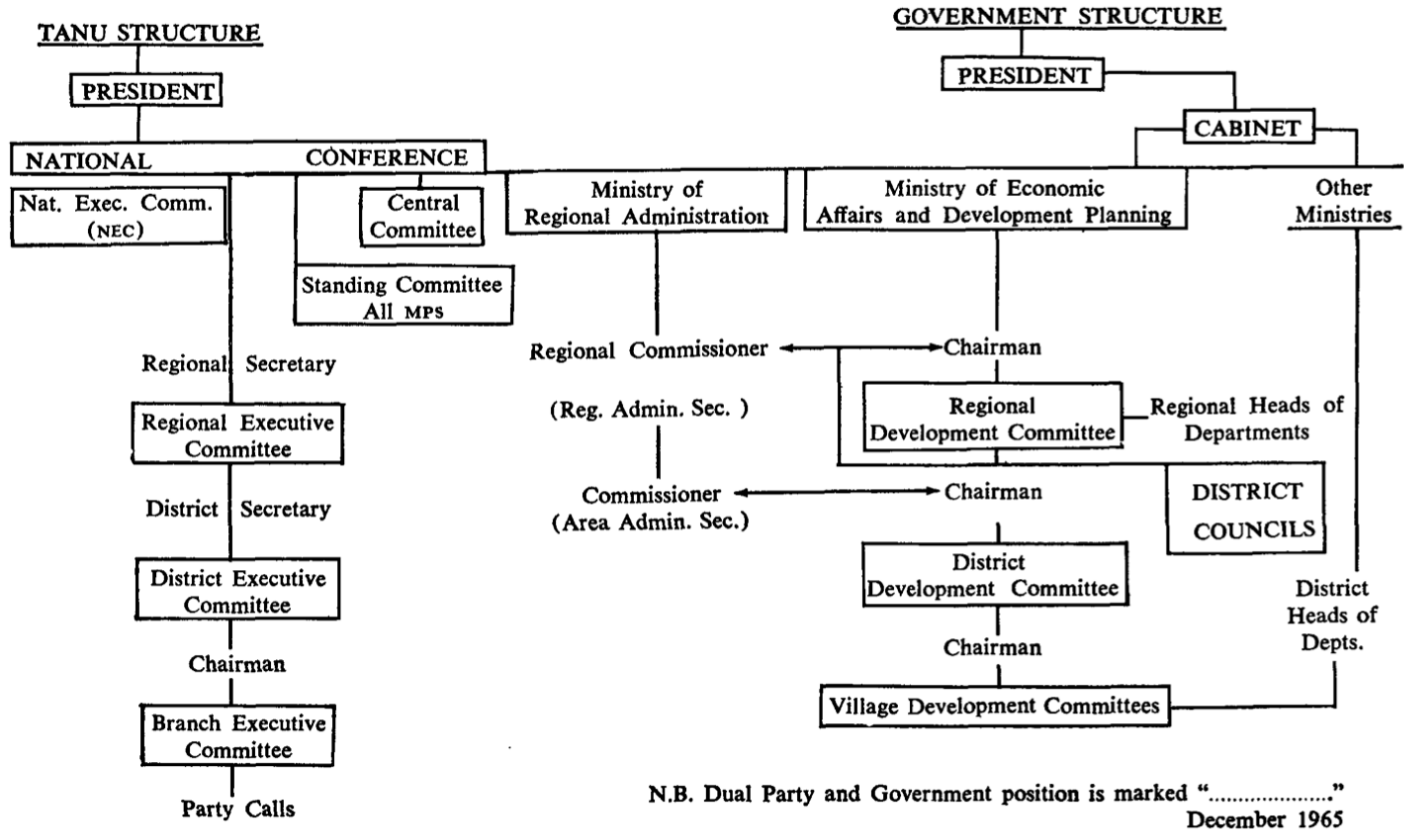 TANU STRUCTURE
PRESIDENT
NATIONAL CONFERENCE
Nat. Exec. Comm.
(NEC)
Central
Committee
Standing Committee
All MPS
Regional Secretary
Regional Executive
Committee
District Secretary
District Executive
Committee
Chairman
Branch Executive
Committee
Party Calls
GOVERNMENT STRUCTURE
PRESIDENT
CABINET
Ministry of
Regional Administration
Ministry of Economic
Affairs and Development Planning
Other
Ministries
Regional Commissioner
Chairman
(Reg. Admin. Sec. )
Regional
Development Committee
Regional Heads of
Departments
Commissioner
(Area Admin. Sec.)
Chairman
DISTRICT
COUNCILS
District
Development Committee
District
Heads of
Depts.
Chairman
Village Development Committees
N.B. Dual Party and Government position is marked “.....................”
December 1965